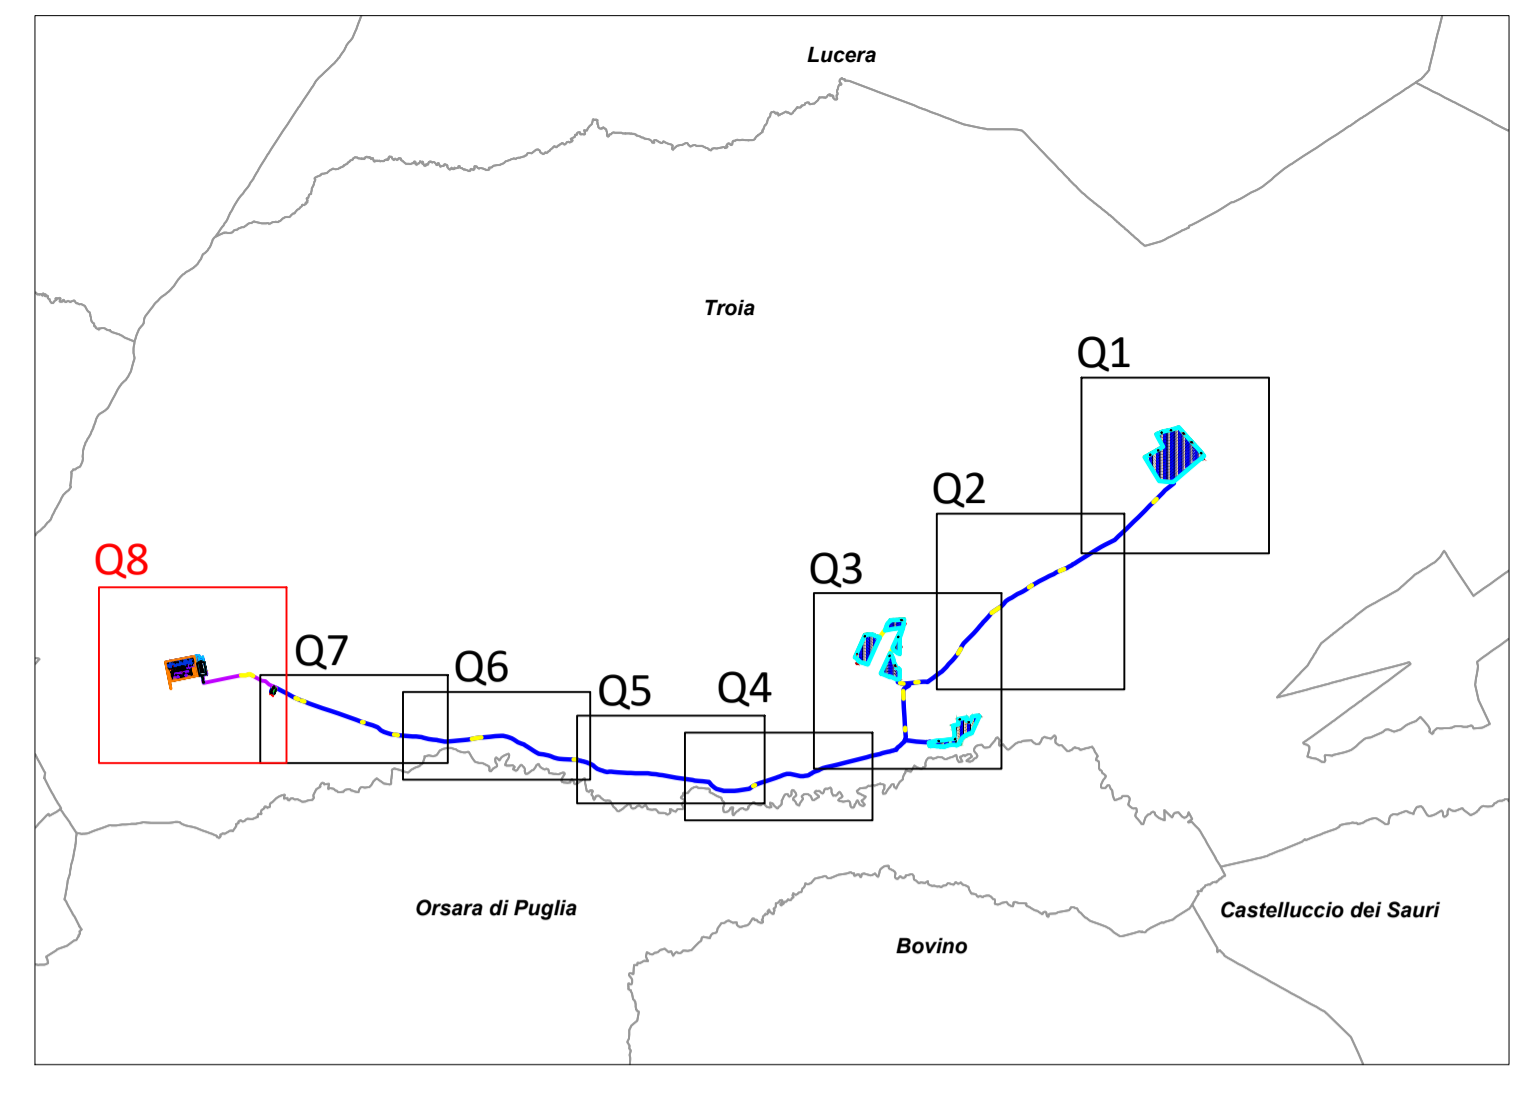 Lucera
Troia
Q1
Q2
Q3
Q8
Q7
Q6
Q5
Q4
Orsara di Puglia
Castelluccio dei Sauri
Bovino